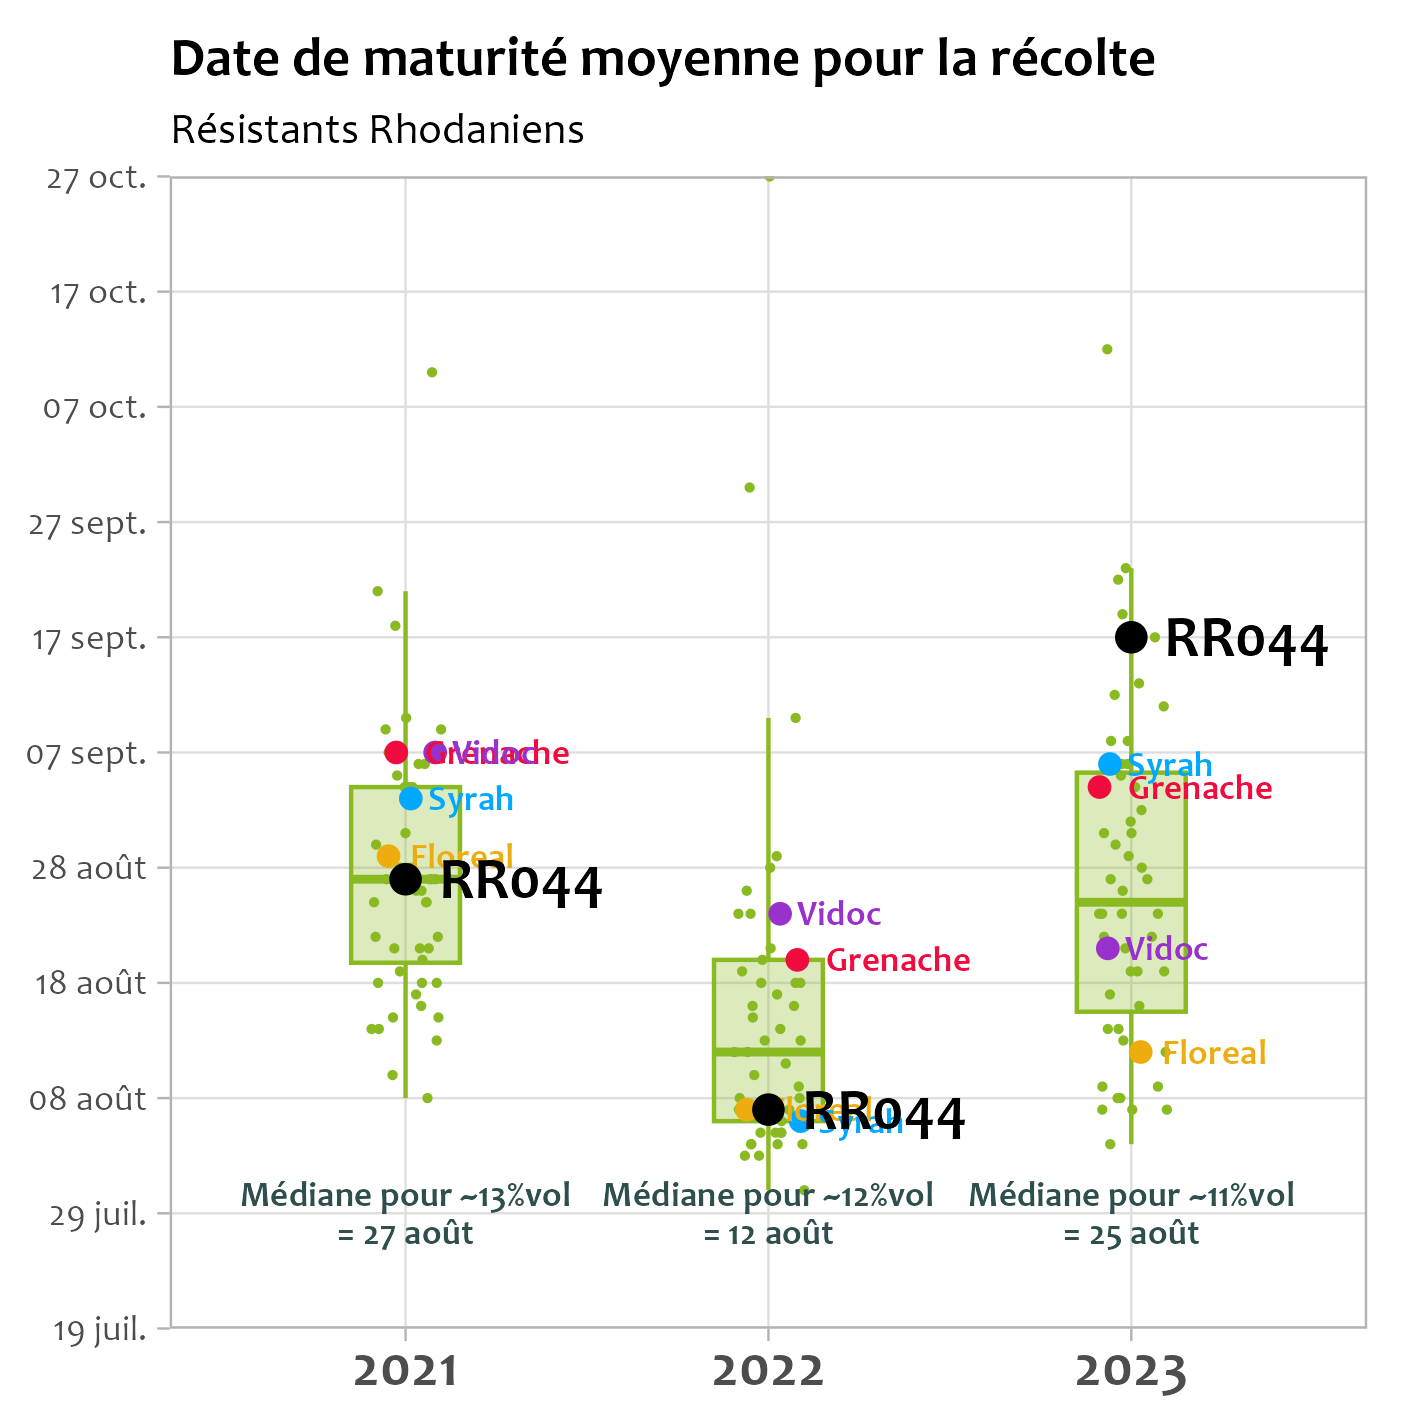 Date de maturité moyenne pour la récolte
Résistants Rhodaniens
27 oct.
17 oct.
07 oct.
27 sept.
17 sept.
07 sept.
28 août
18 août
08 août
29 juil.
19 juil.
Grenache
Vidoc
Syrah
Floreal
RR044
Médiane pour ~13%vol
= 27 août
Vidoc
Grenache
Floreal
RR044
Syrah
Médiane pour ~12%vol
= 12 août
RR044
Syrah
Grenache
Vidoc
Floreal
Médiane pour ~11%vol
= 25 août
2021
2022
2023